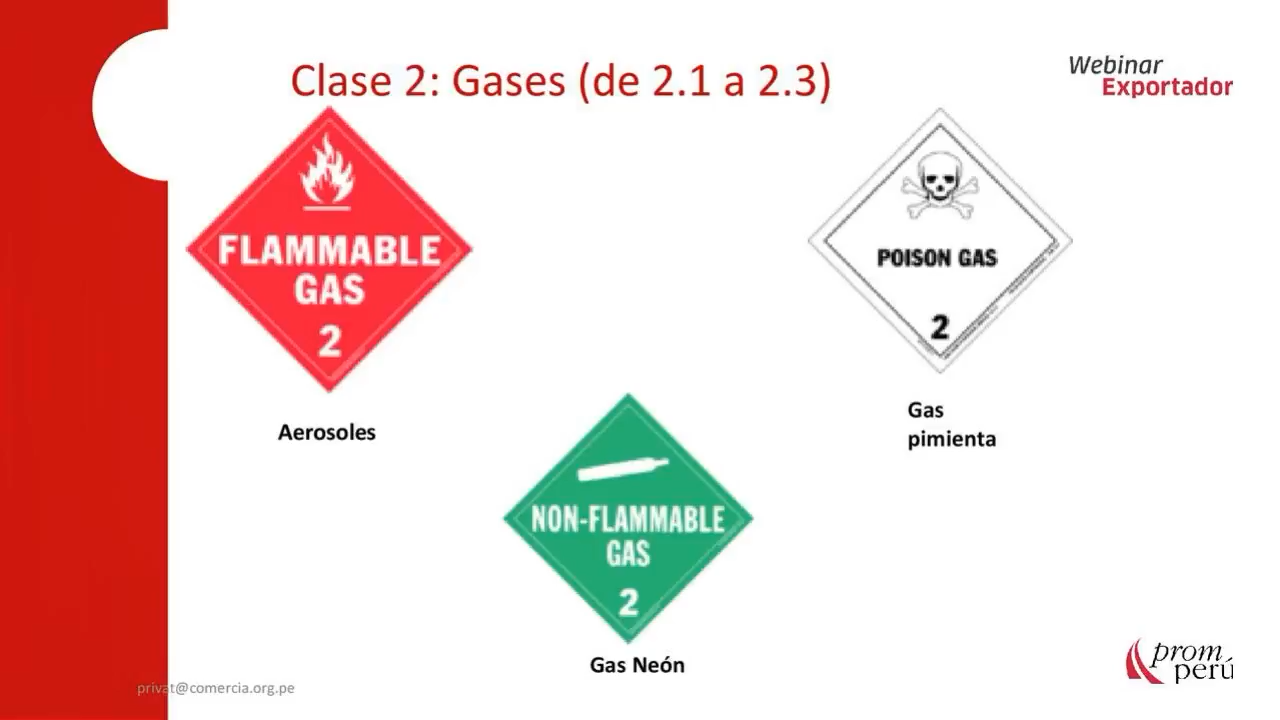 Clase 2: Gases (de 2.1 a 2.3)
Webinar
Exportador
FLAMMABLE
GAS
2
Aerosoles
POISON GAS
2
Gas
pimienta
NON-FLAMMABLE
GAS
2
Gas Neón
privat@comercia.org.pe
prom
perú